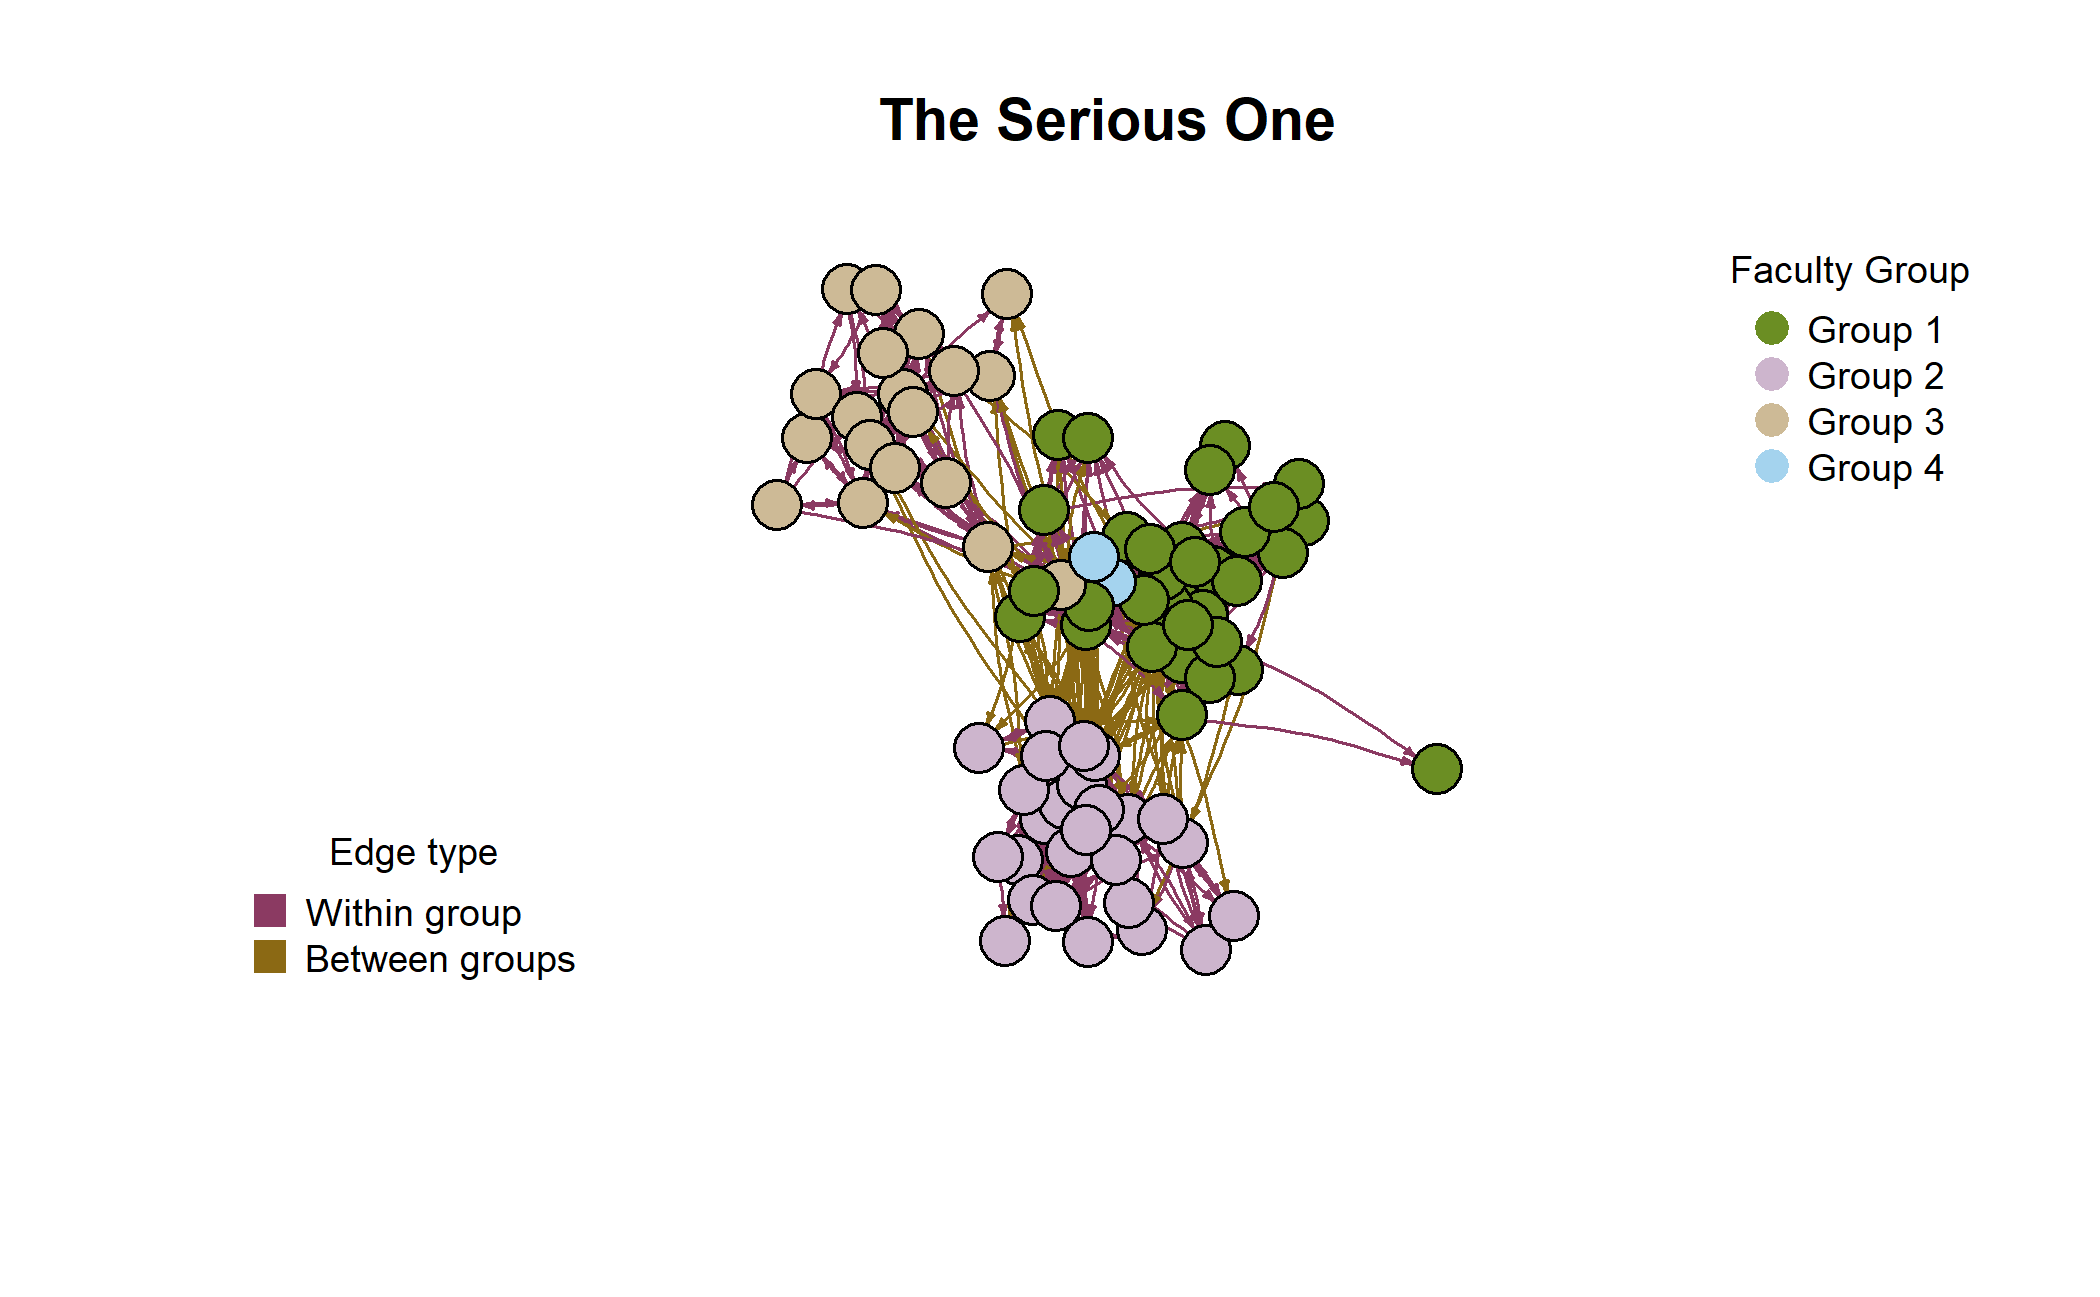 The Serious One
Faculty Group
Group 1
Group 2
Group 3
Group 4
Edge type
Within group
Between groups